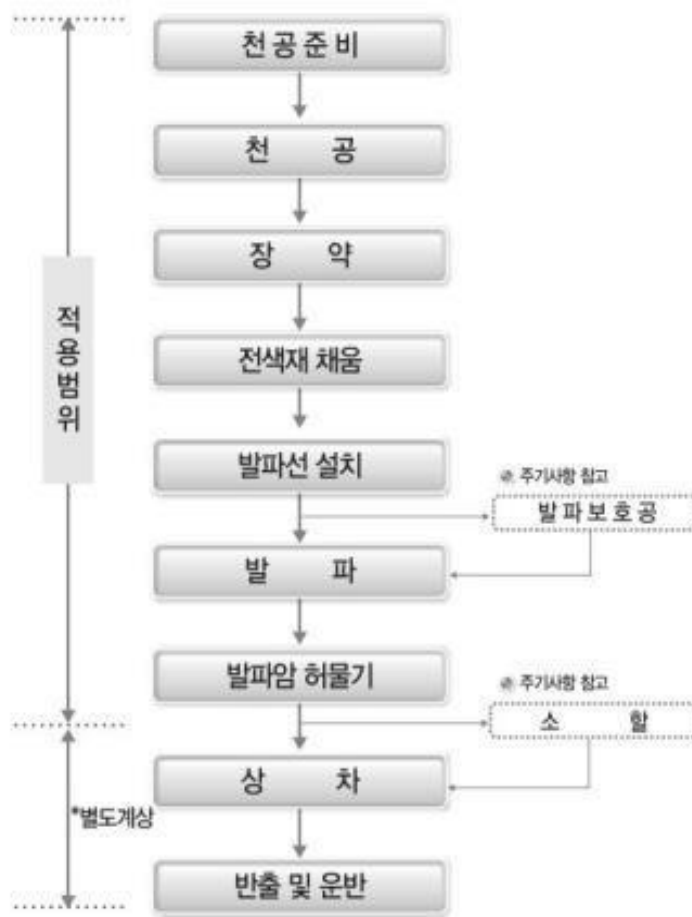 천 공 준 비
천 공
장 약
적용범위
전색재 채움
발파선 설치
※ 주기사항 참고
발 파 보 호 공
발 파
발파암 허물기
※ 주기사항 참고
소 할
상 차
*별도계상
반출 및 운반